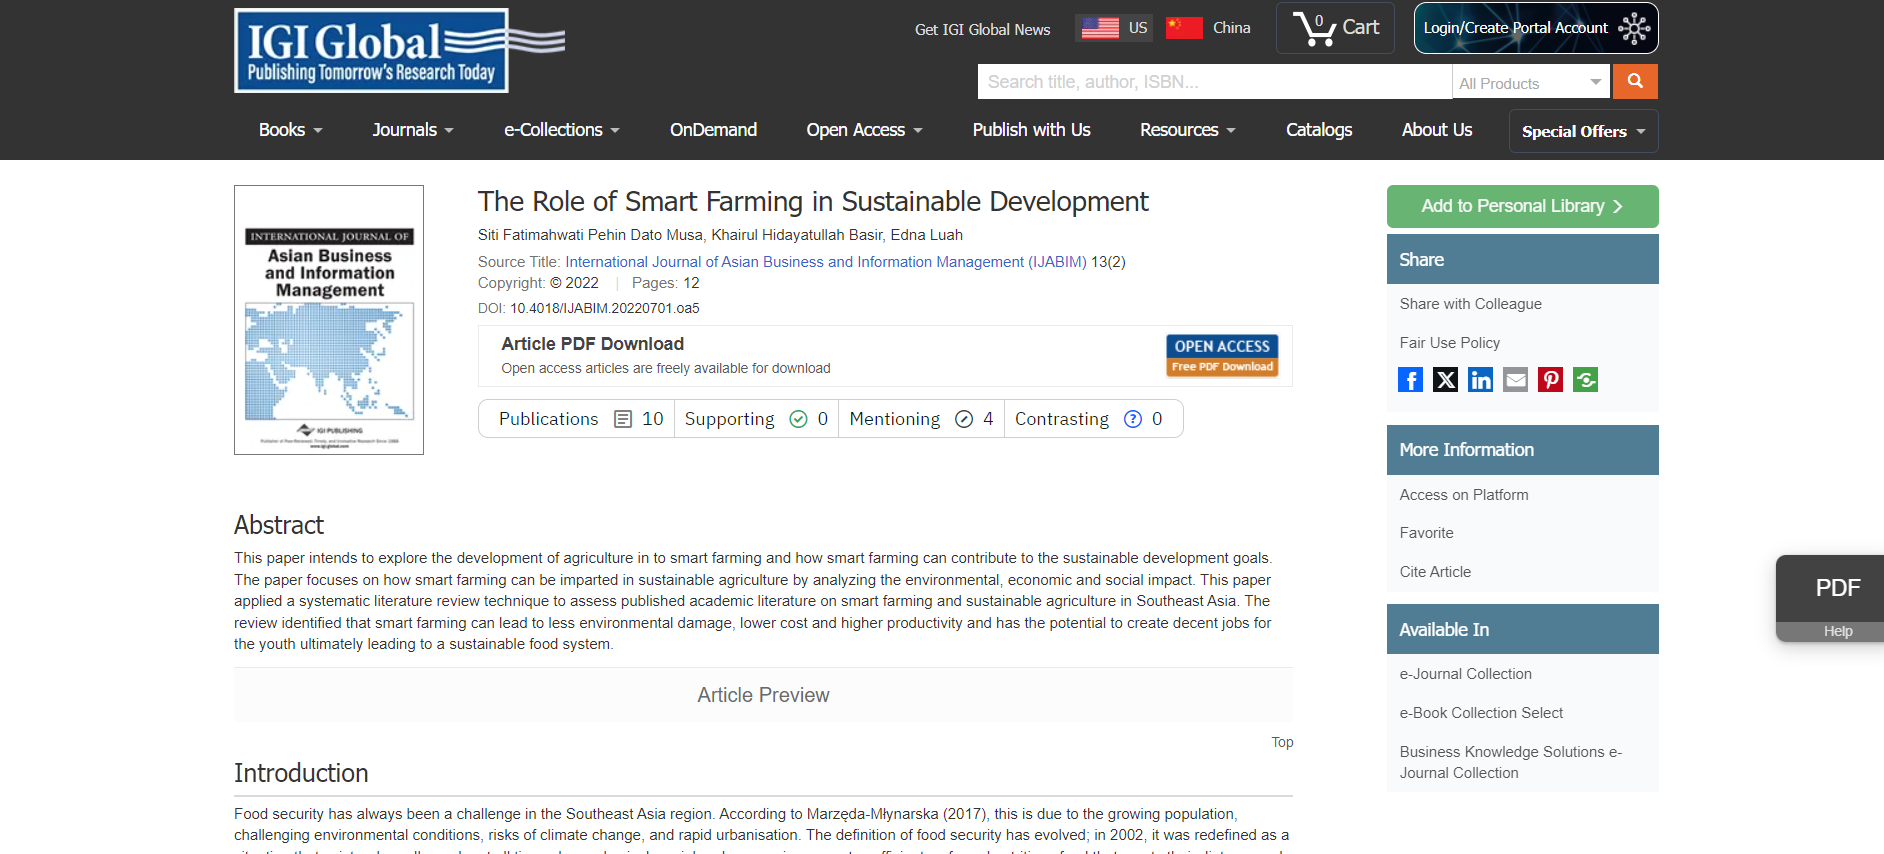 IGI Global
Publishing Tomorrow's Research Today
Get IGI Global News
US
China
0
Cart
Login/Create Portal Account
Search title, author, ISBN...
All Products
Books
Journals
e-Collections
OnDemand
Open Access
Publish with Us
Resources
Catalogs
About Us
Special Offers
INTERNATIONAL JOURNAL OF
Asian Business
and Information
Management
IGI PUBLISHING
www.igi-global.com
The Role of Smart Farming in Sustainable Development
Siti Fatimahwati Pehin Dato Musa, Khairul Hidayatullah Basir, Edna Luah
Source Title: International Journal of Asian Business and Information Management (IJABIM) 13(2)
Copyright: © 2022 | Pages: 12
DOI: 10.4018/IJABIM.20220701.oa5
Article PDF Download
Open access articles are freely available for download
OPEN ACCESS
Free PDF Download
Publications 10
Supporting 0
Mentioning 4
Contrasting ? 0
Abstract
This paper intends to explore the development of agriculture in to smart farming and how smart farming can contribute to the sustainable development goals.
The paper focuses on how smart farming can be imparted in sustainable agriculture by analyzing the environmental, economic and social impact. This paper
applied a systematic literature review technique to assess published academic literature on smart farming and sustainable agriculture in Southeast Asia. The
review identified that smart farming can lead to less environmental damage, lower cost and higher productivity and has the potential to create decent jobs for
the youth ultimately leading to a sustainable food system.
Article Preview
Top
Introduction
Food security has always been a challenge in the Southeast Asia region. According to Marzęda-Młynarska (2017), this is due to the growing population,
challenging environmental conditions, risks of climate change, and rapid urbanisation. The definition of food security has evolved; in 2002, it was redefined as a
Add to Personal Library
Share
Share with Colleague
Fair Use Policy
More Information
Access on Platform
Favorite
Cite Article
Available In
e-Journal Collection
e-Book Collection Select
Business Knowledge Solutions e-
Journal Collection
PDF
Help